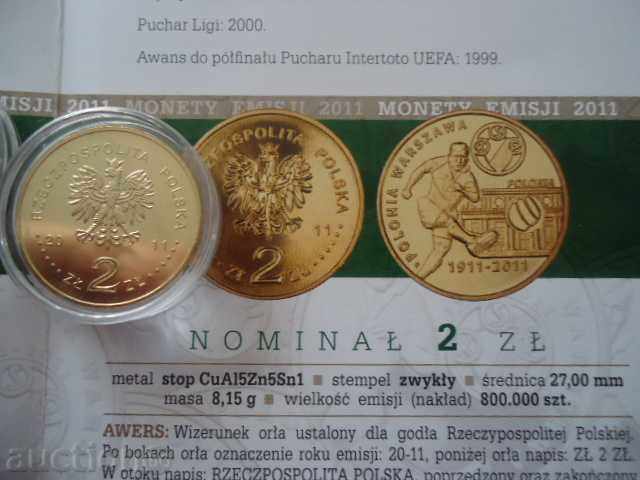 Puchar Ligi: 2000.
Awans do półfinału Pucharu Intertoto UEFA: 1999.
EMISJI 2011 MONETY EMISJI 2011 MONETY EMISJI 2011
RZECZPOSPOLITA POLSKA
20 11
ZŁ 2 ZŁ
RZECZPOSPOLITA POLSKA
11
ZŁ 2 ZŁ
POLONIA WARSZAWA
POLONIA
1911-2011
NOMINAŁ 2 ZŁ
metal stop CuAl5Zn5Sn1 ■ stempel zwykły ■ średnica 27,00 mm
masa 8,15 g ■ wielkość emisji (nakład) 800.000 szt.
AWERS: Wizerunek orła ustalony dla godła Rzeczypospolitej Polskiej.
Po bokach orła oznaczenie roku emisji: 20-11, poniżej orła napis: ZŁ 2 ZŁ.
W otoku napis: RZECZPOSPOLITA POLSKA, poprzedzony oraz zakończony